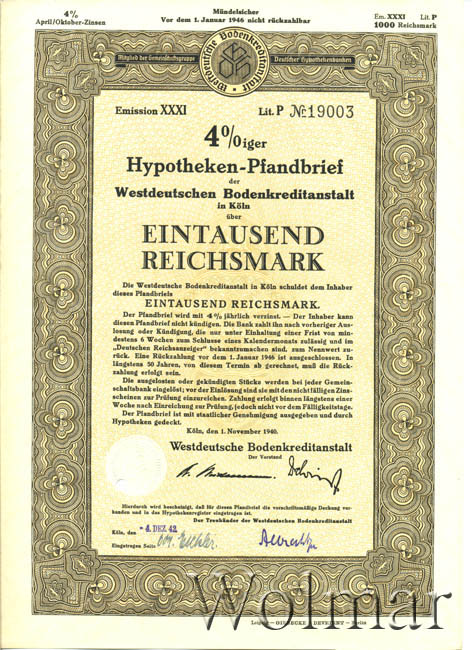 4%
April/Oktober-Zinsen
Mündelsicher
Vor dem 1. Januar 1946 nicht rückzahlbar
Em. XXXI Lit. P
1000 Reichsmark
Westdeutsche Bodenkreditanstalt
Mitglied der Gemeinschaftsgruppe
Deutscher Hypothekenbanken
Emission XXXI
Lit. P № 19003
4%iger
Hypotheken-Pfandbrief
der
Westdeutschen Bodenkreditanstalt
in Köln
über
EINTAUSEND
REICHSMARK
Die Westdeutsche Bodenkreditanstalt in Köln schuldet dem Inhaber
dieses Pfandbriefs
EINTAUSEND REICHSMARK.
Der Pfandbrief wird mit 4% jährlich verzinst. — Der Inhaber kann
diesen Pfandbrief nicht kündigen. Die Bank zahlt ihn nach vorheriger Aus-
losung oder Kündigung, die nur unter Einhaltung einer Frist von min-
destens 6 Wochen zum Schlusse eines Kalendermonats zulässig und im
„Deutschen Reichsanzeiger" bekanntzumachen sind, zum Nennwert zu-
rück. Eine Rückzahlung vor dem 1. Januar 1946 ist ausgeschlossen. In
längstens 50 Jahren, von diesem Termin ab gerechnet, muß die Rück-
zahlung erfolgt sein.
Die ausgelosten oder gekündigten Stücke werden bei jeder Gemein-
schaftsbank eingelöst; vor der Einlösung sind sie mit den nicht fälligen Zins-
scheinen zur Prüfung einzureichen. Zahlung erfolgt binnen längstens einer
Woche nach Einreichung zur Prüfung, jedoch nicht vor dem Fälligkeitstage.
Der Pfandbrief ist mit staatlicher Genehmigung ausgegeben und durch
Hypotheken gedeckt.
Köln, den 1. November 1940.
Westdeutsche Bodenkreditanstalt
Der Vorstand
Hierdurch wird bescheinigt, daß für diesen Pfandbrief die vorschriftsmäßige Deckung vor-
handen und in das Hypothekenregister eingetragen ist.
Der Treuhänder der Westdeutschen Bodenkreditanstalt
Köln, den -4. DEZ. 42
Eingetragen Seite
Leipzig — GIESECKE & DEVRIENT — Berlin
Wolmar